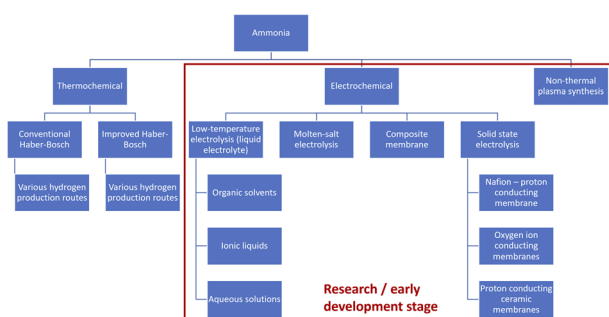 Ammonia
Thermochemical
Electrochemical
Non-thermal
plasma synthesis
Conventional
Haber-Bosch
Improved Haber-
Bosch
Low-temperature
electrolysis (liquid
electrolyte)
Molten-salt
electrolysis
Composite
membrane
Solid state
electrolysis
Various hydrogen
production routes
Various hydrogen
production routes
Organic solvents
Ionic liquids
Aqueous solutions
Nafion – proton
conducting
membrane
Oxygen ion
conducting
membranes
Proton conducting
ceramic
membranes
Research / early
development stage